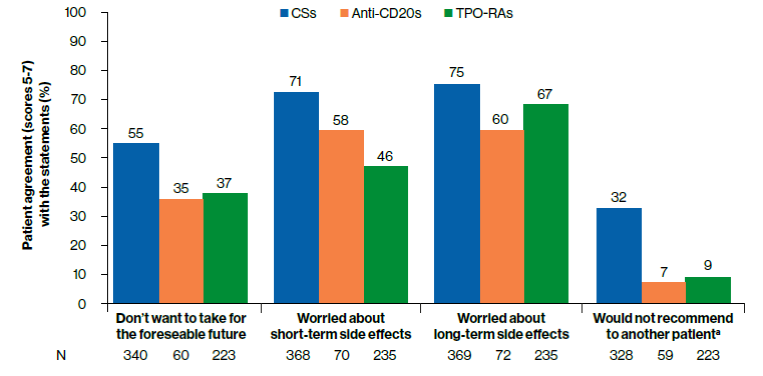 CSs Anti-CD20s TPO-RAs
Patient agreement (scores 5-7)
with the statements (%)
100
90
80
70
60
50
40
30
20
10
0
55 35 37
71 58 46
75 60 67
32 7 9
Don't want to take for
the foreseable future
Worried about
short-term side effects
Worried about
long-term side effects
Would not recommend
to another patientᵃ
N 340 60 223 368 70 235 369 72 235 328 59 223